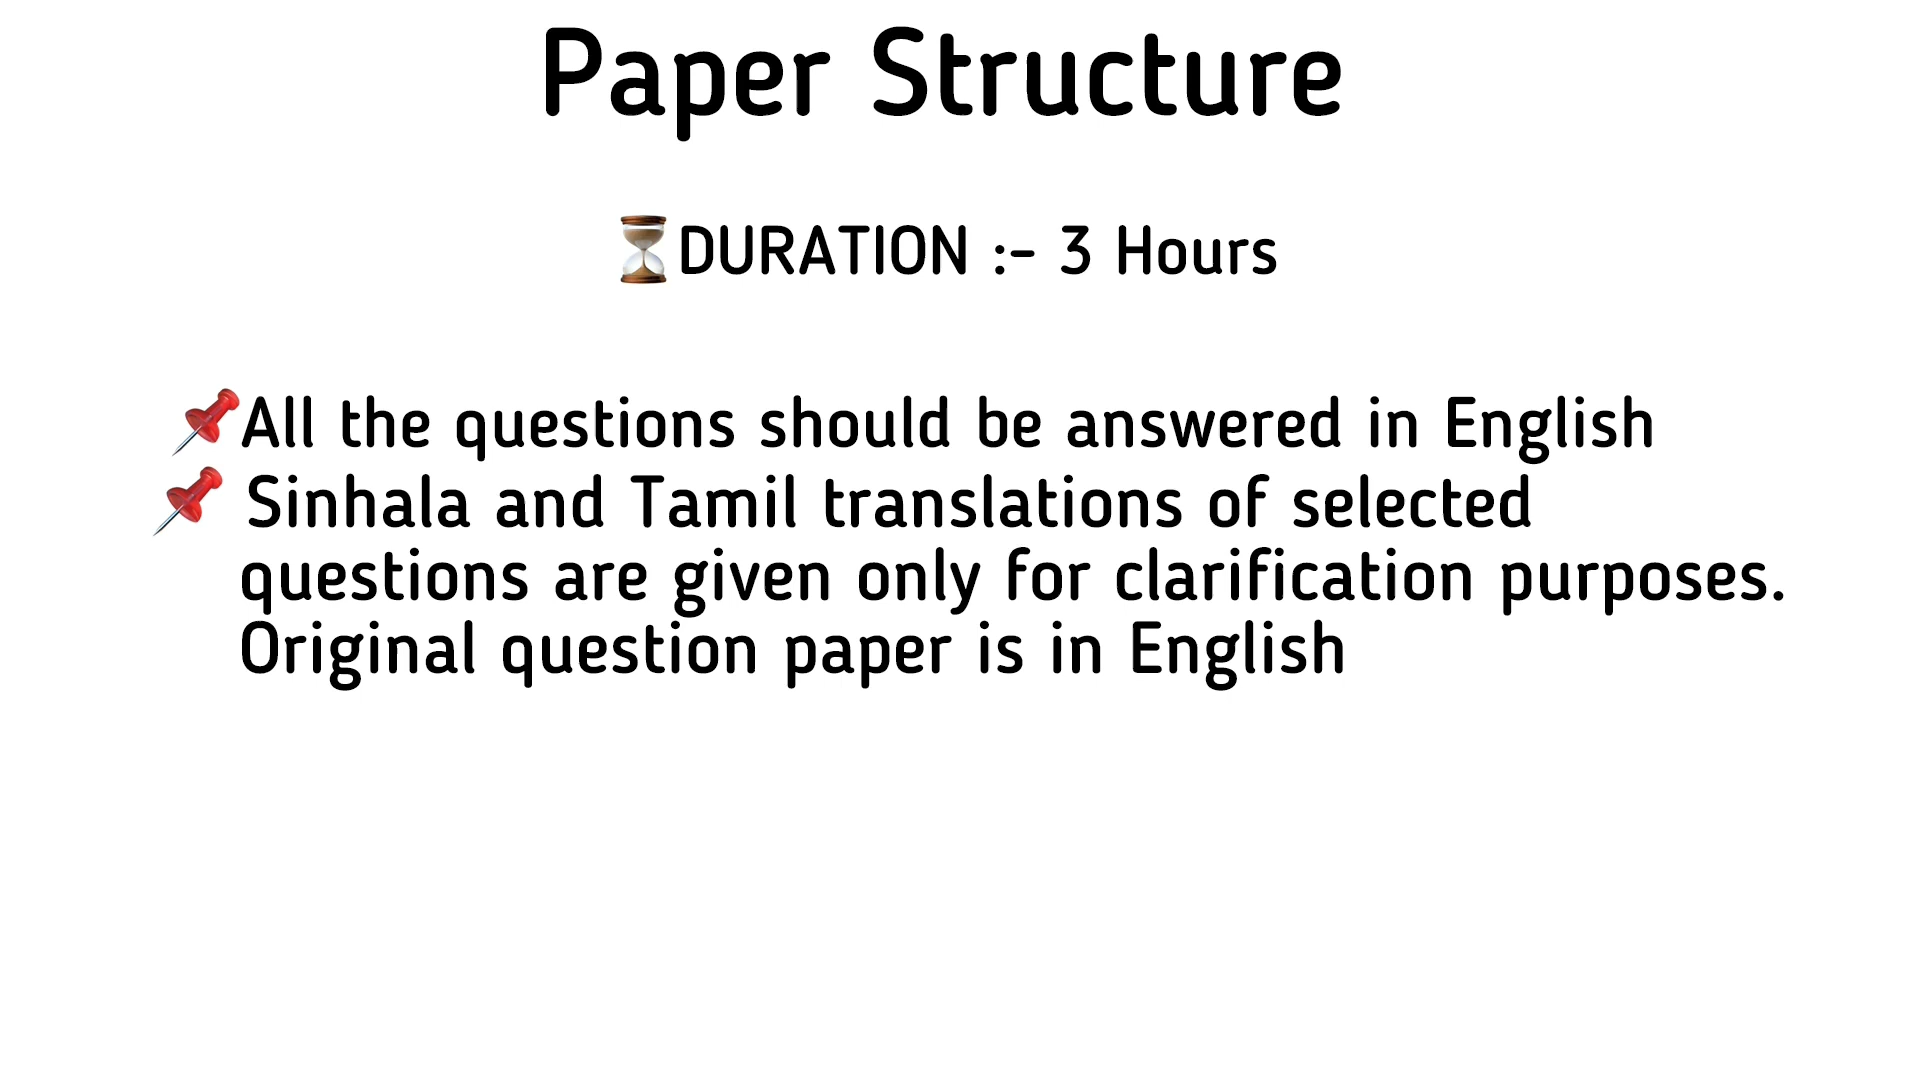 Paper Structure
⏳DURATION :- 3 Hours
📌All the questions should be answered in English
📌 Sinhala and Tamil translations of selected
questions are given only for clarification purposes.
Original question paper is in English